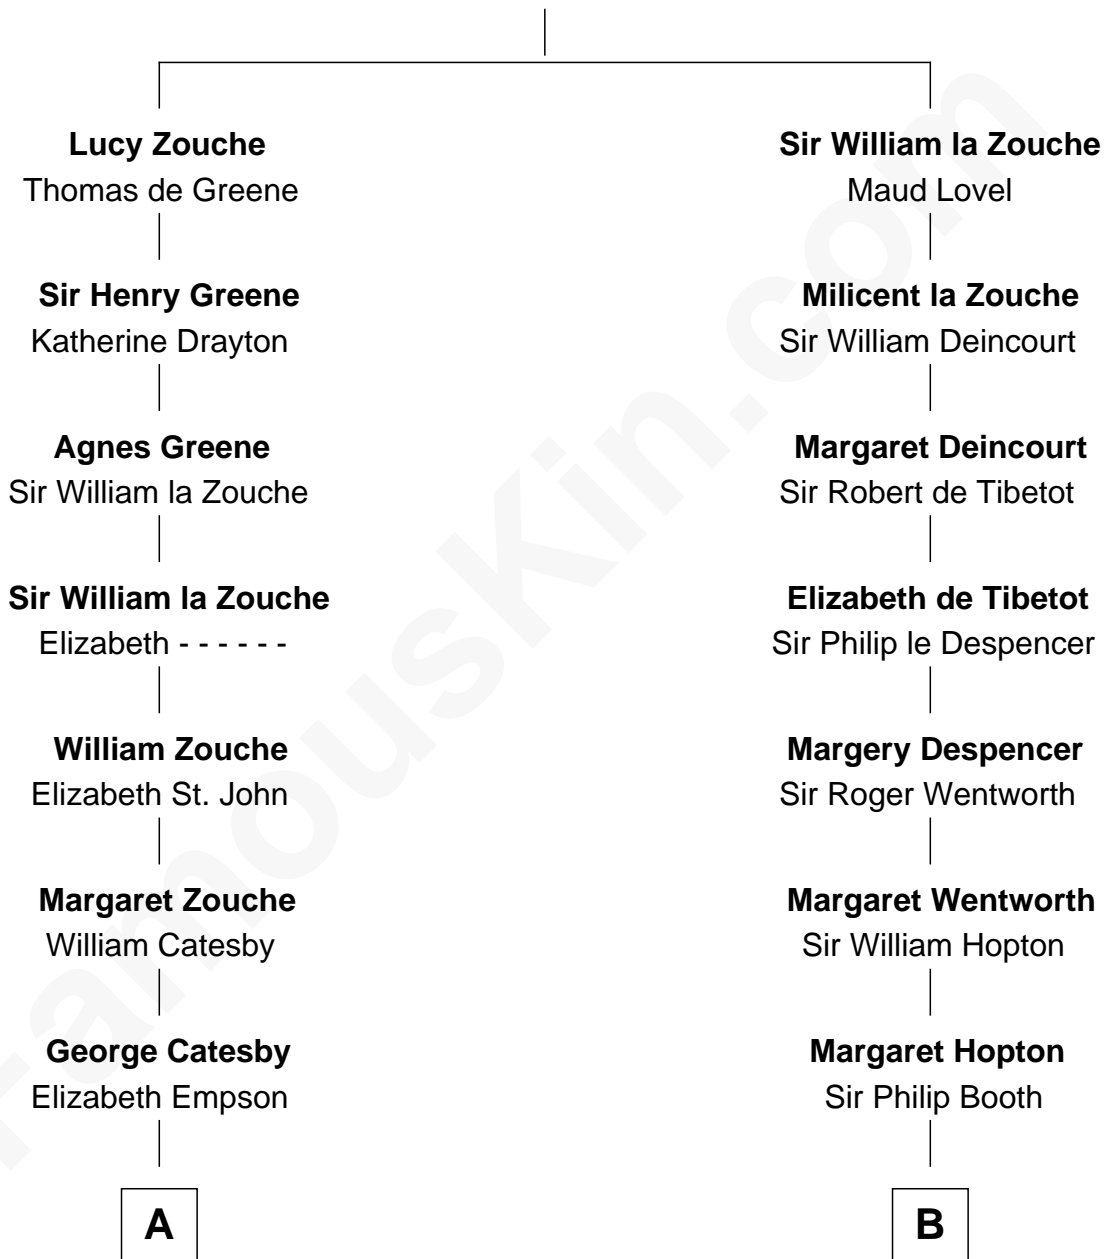 Lucy Zouche
Thomas de Greene
Sir Henry Greene
Katherine Drayton
Agnes Greene
Sir William la Zouche
Sir William la Zouche
Elizabeth - - - - - -
William Zouche
Elizabeth St. John
Margaret Zouche
William Catesby
George Catesby
Elizabeth Empson
A
Sir William la Zouche
Maud Lovel
Milicent la Zouche
Sir William Deincourt
Margaret Deincourt
Sir Robert de Tibetot
Elizabeth de Tibetot
Sir Philip le Despencer
Margery Despencer
Sir Roger Wentworth
Margaret Wentworth
Sir William Hopton
Margaret Hopton
Sir Philip Booth
B
FamousKin.com